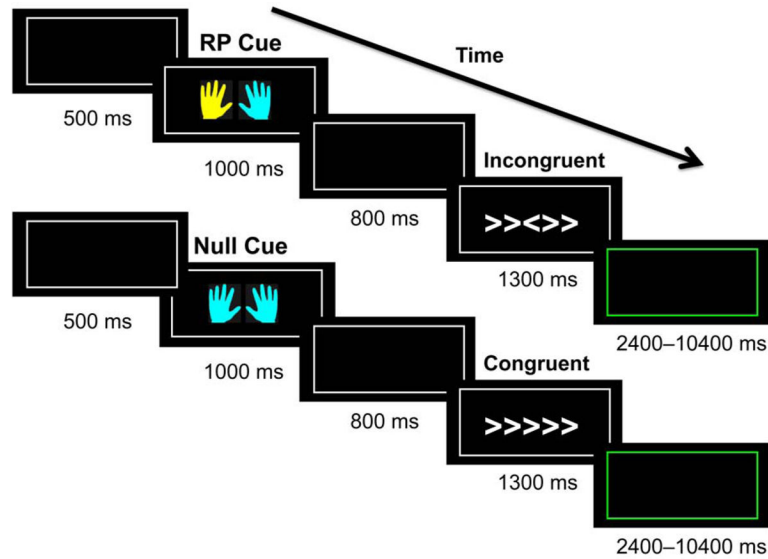 RP Cue
Time
500 ms
1000 ms
Incongruent
800 ms
>><>>
Null Cue
1300 ms
500 ms
2400–10400 ms
1000 ms
Congruent
800 ms
>>>>>
1300 ms
2400–10400 ms